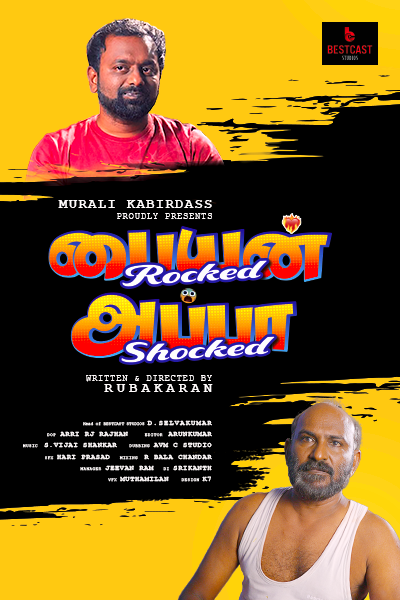 BESTCAST
STUDIOS
MURALI KABIRDASS
PROUDLY PRESENTS
பையன்
Rocked
அப்பா
Shocked
WRITTEN & DIRECTED BY
RUBAKARAN
Head of BESTCAST STUDIOS D.SELVAKUMAR
DOP ARRI RJ RAJHAN EDITOR ARUNKUMAR
MUSIC S.VIJAI SHANKAR DUBBING AVM C STUDIO
SFX HARI PRASAD MIXING R BALA CHANDAR
MANAGER JEEVAN RAM DI SRIKANTH
VFX MUTHAMILAN DESIGN K7